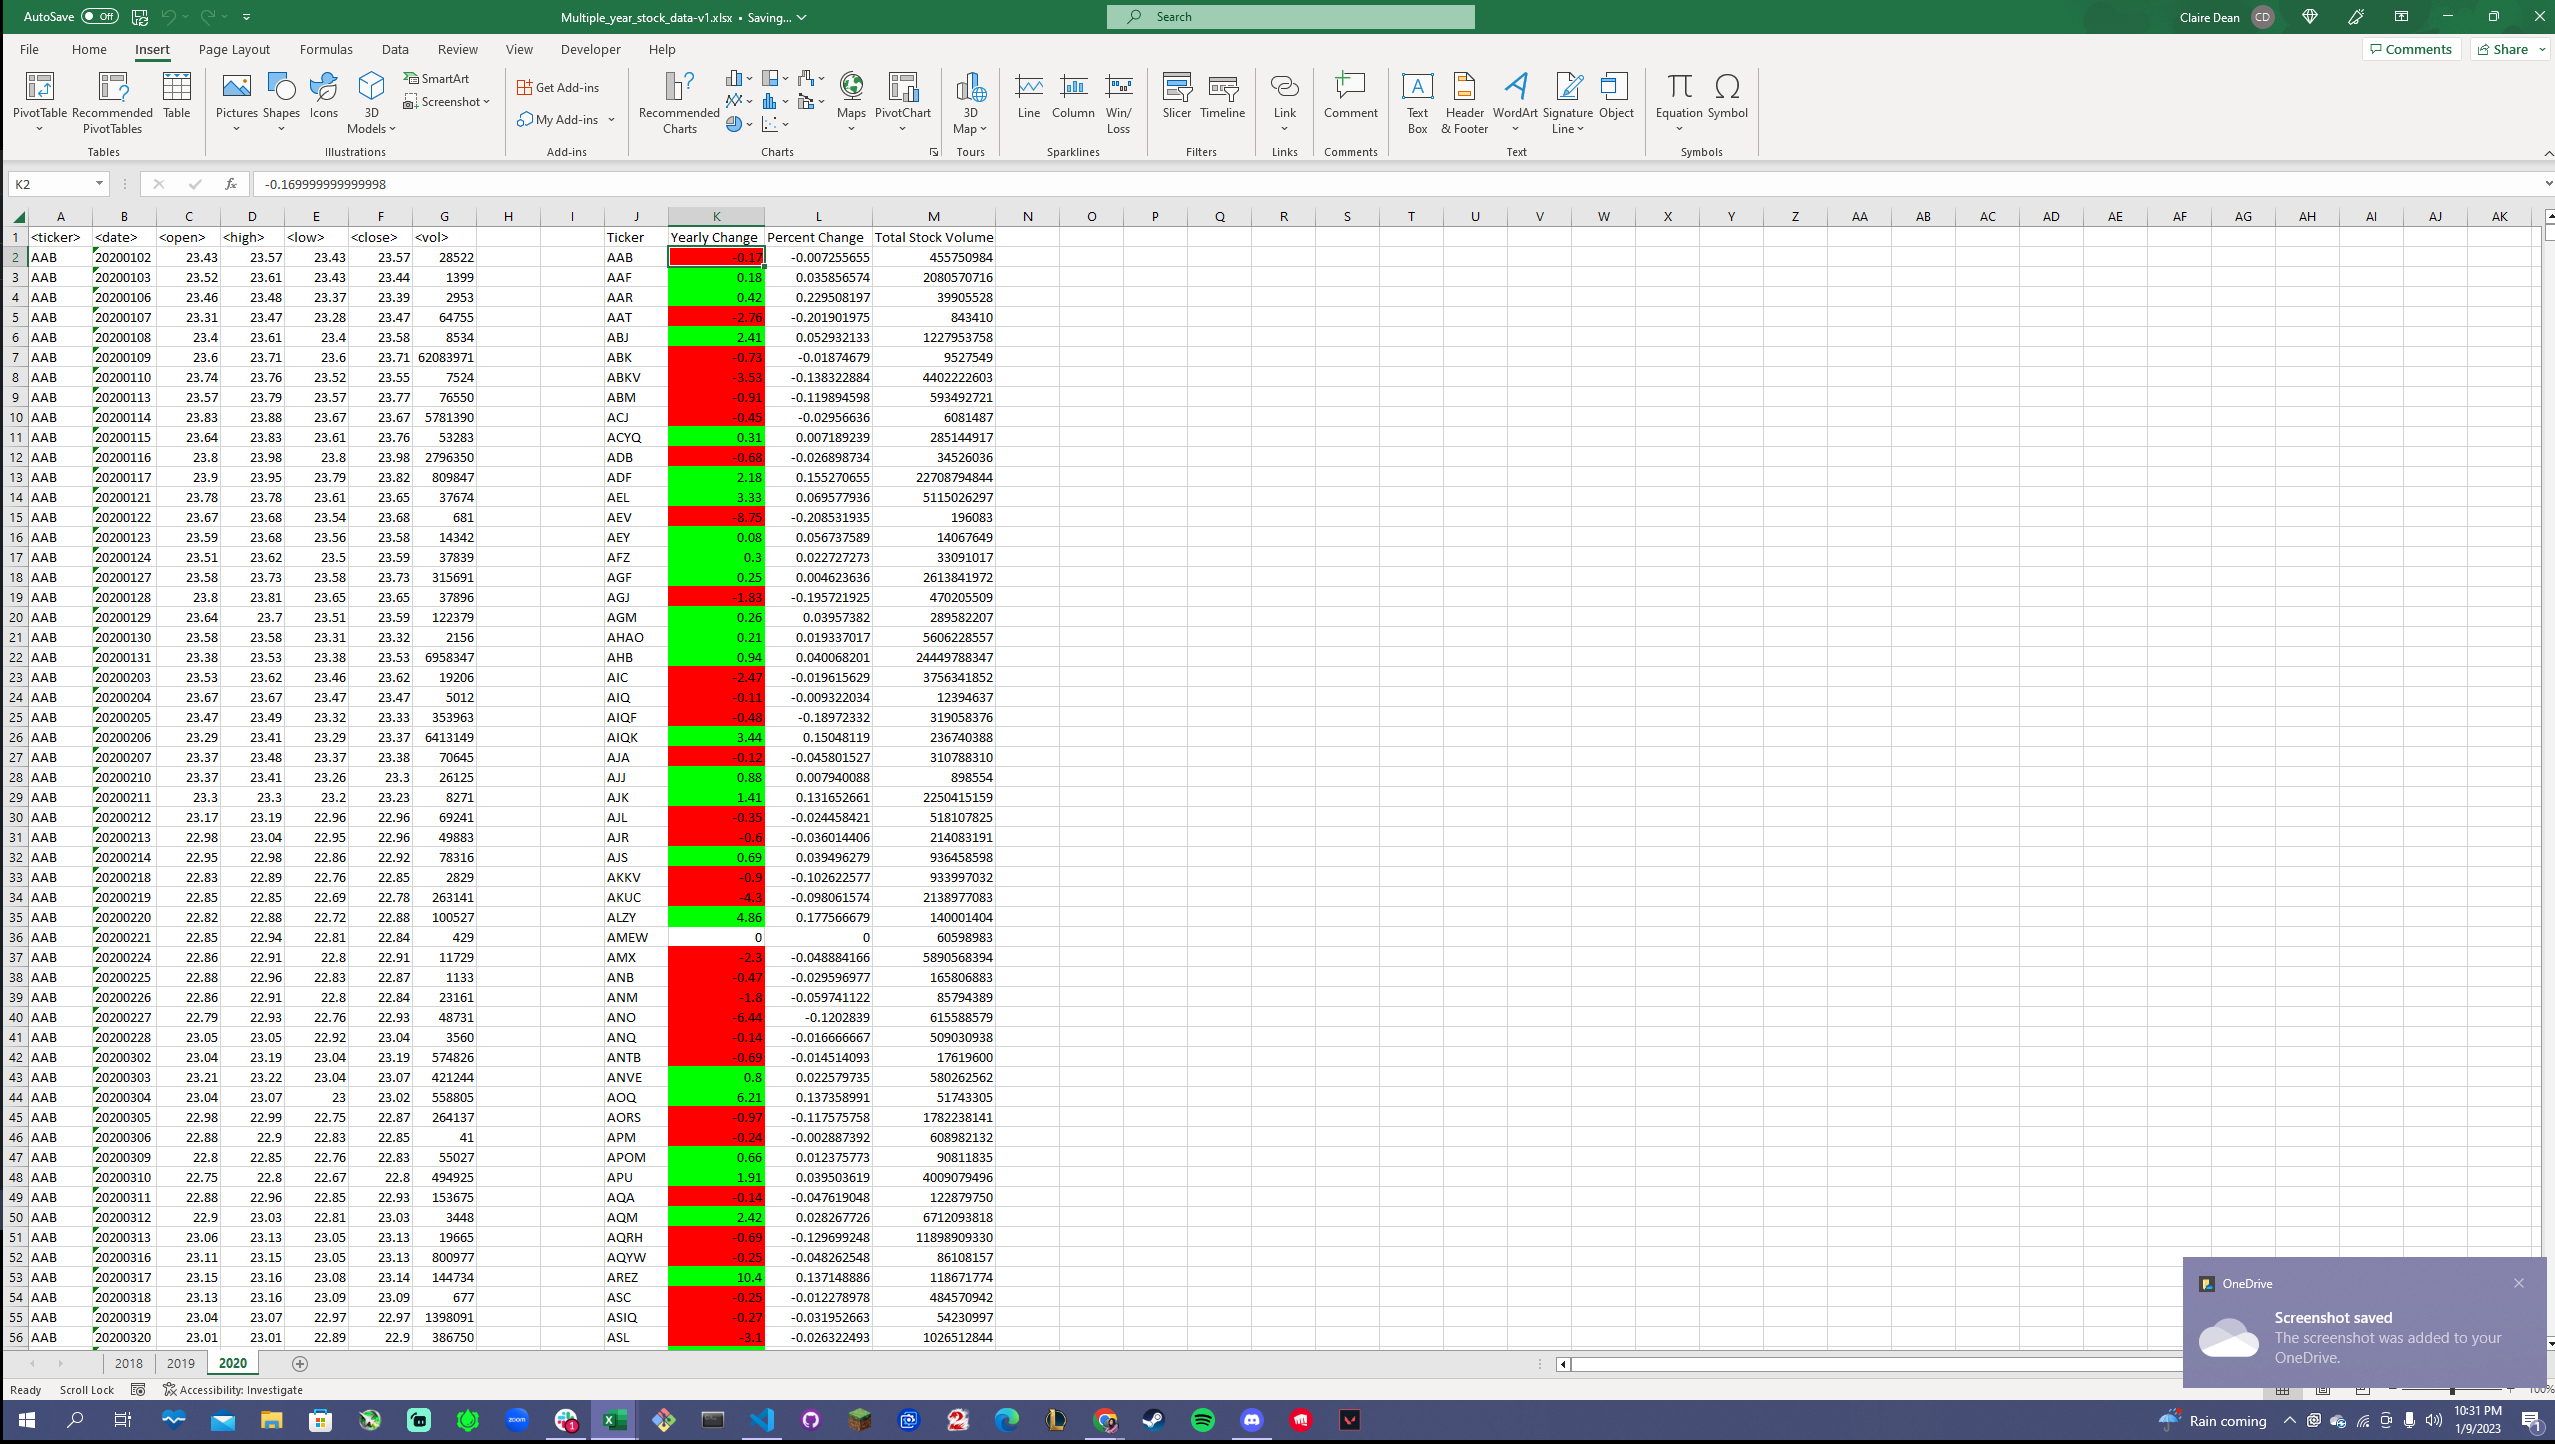 AutoSave Off Multiple_year_stock_data-v1.xlsx • Saving... Search Claire Dean CD
File Home Insert Page Layout Formulas Data Review View Developer Help Comments Share
PivotTable Recommended PivotTables Table Pictures Shapes Icons 3D Models SmartArt Screenshot Get Add-ins My Add-ins Recommended Charts Maps PivotChart 3D Map Line Column Win/Loss Slicer Timeline Link Comment Text Box Header & Footer WordArt Signature Line Object Equation Symbol
Tables Illustrations Add-ins Charts Tours Sparklines Filters Links Comments Text Symbols
K2 fx -0.169999999999998
A B C D E F G H I J K L M N O P Q R S T U V W X Y Z AA AB AC AD AE AF AG AH AI AJ AK
1 <ticker> <date> <open> <high> <low> <close> <vol> Ticker Yearly Change Percent Change Total Stock Volume
2 AAB 20200102 23.43 23.57 23.43 23.57 28522 AAB -0.17 -0.007255655 455750984
3 AAB 20200103 23.52 23.61 23.43 23.44 1399 AAF 0.18 0.035856574 2080570716
4 AAB 20200106 23.46 23.48 23.37 23.39 2953 AAR 0.42 0.229508197 39905528
5 AAB 20200107 23.31 23.47 23.28 23.47 64755 AAT -2.76 -0.201901975 843410
6 AAB 20200108 23.4 23.61 23.4 23.58 8534 ABJ 2.41 0.052932133 1227953758
7 AAB 20200109 23.6 23.71 23.6 23.71 62083971 ABK -0.73 -0.01874679 9527549
8 AAB 20200110 23.74 23.76 23.52 23.55 7524 ABKV -3.53 -0.138322884 4402222603
9 AAB 20200113 23.57 23.79 23.57 23.77 76550 ABM -0.91 -0.119894598 593492721
10 AAB 20200114 23.83 23.88 23.67 23.67 5781390 ACJ -0.45 -0.02956636 6081487
11 AAB 20200115 23.64 23.83 23.61 23.76 53283 ACYQ 0.31 0.007189239 285144917
12 AAB 20200116 23.8 23.98 23.8 23.98 2796350 ADB -0.68 -0.026898734 34526036
13 AAB 20200117 23.9 23.95 23.79 23.82 809847 ADF 2.18 0.155270655 22708794844
14 AAB 20200121 23.78 23.78 23.61 23.65 37674 AEL 3.33 0.069577936 5115026297
15 AAB 20200122 23.67 23.68 23.54 23.68 681 AEV -8.75 -0.208531935 196083
16 AAB 20200123 23.59 23.68 23.56 23.58 14342 AEY 0.08 0.056737589 14067649
17 AAB 20200124 23.51 23.62 23.5 23.59 37839 AFZ 0.3 0.022727273 33091017
18 AAB 20200127 23.58 23.73 23.58 23.73 315691 AGF 0.25 0.004623636 2613841972
19 AAB 20200128 23.8 23.81 23.65 23.65 37896 AGJ -1.83 -0.195721925 470205509
20 AAB 20200129 23.64 23.7 23.51 23.59 122379 AGM 0.26 0.03957382 289582207
21 AAB 20200130 23.58 23.58 23.31 23.32 2156 AHAO 0.21 0.019337017 5606228557
22 AAB 20200131 23.38 23.53 23.38 23.53 6958347 AHB 0.94 0.040068201 24449788347
23 AAB 20200203 23.53 23.62 23.46 23.62 19206 AIC -2.47 -0.019615629 3756341852
24 AAB 20200204 23.67 23.67 23.47 23.47 5012 AIQ -0.11 -0.009322034 12394637
25 AAB 20200205 23.47 23.49 23.32 23.33 353963 AIQF -0.48 -0.18972332 319058376
26 AAB 20200206 23.29 23.41 23.29 23.37 6413149 AIQK 3.44 0.15048119 236740388
27 AAB 20200207 23.37 23.48 23.37 23.38 70645 AJA -0.12 -0.045801527 310788310
28 AAB 20200210 23.37 23.41 23.26 23.3 26125 AJJ 0.88 0.007940088 898554
29 AAB 20200211 23.3 23.3 23.2 23.23 8271 AJK 1.41 0.131652661 2250415159
30 AAB 20200212 23.17 23.19 22.96 22.96 69241 AJL -0.35 -0.024458421 518107825
31 AAB 20200213 22.98 23.04 22.95 22.96 49883 AJR -0.6 -0.036014406 214083191
32 AAB 20200214 22.95 22.98 22.86 22.92 78316 AJS 0.69 0.039496279 936458598
33 AAB 20200218 22.83 22.89 22.76 22.85 2829 AKKV -0.9 -0.102622577 933997032
34 AAB 20200219 22.85 22.85 22.69 22.78 263141 AKUC -4.3 -0.098061574 2138977083
35 AAB 20200220 22.82 22.88 22.72 22.88 100527 ALZY 4.86 0.177566679 140001404
36 AAB 20200221 22.85 22.94 22.81 22.84 429 AMEW 0 0 60598983
37 AAB 20200224 22.86 22.91 22.8 22.91 11729 AMX -2.3 -0.048884166 5890568394
38 AAB 20200225 22.88 22.96 22.83 22.87 1133 ANB -0.47 -0.029596977 165806883
39 AAB 20200226 22.86 22.91 22.8 22.84 23161 ANM -1.8 -0.059741122 85794389
40 AAB 20200227 22.79 22.93 22.76 22.93 48731 ANO -6.44 -0.1202839 615588579
41 AAB 20200228 23.05 23.05 22.92 23.04 3560 ANQ -0.14 -0.016666667 509030938
42 AAB 20200302 23.04 23.19 23.04 23.19 574826 ANTB -0.69 -0.014514093 17619600
43 AAB 20200303 23.21 23.22 23.04 23.07 421244 ANVE 0.8 0.022579735 580262562
44 AAB 20200304 23.04 23.07 23 23.02 558805 AOQ 6.21 0.137358991 51743305
45 AAB 20200305 22.98 22.99 22.75 22.87 264137 AORS -0.97 -0.117575758 1782238141
46 AAB 20200306 22.88 22.9 22.83 22.85 41 APM -0.24 -0.002887392 608982132
47 AAB 20200309 22.8 22.85 22.76 22.83 55027 APOM 0.66 0.012375773 90811835
48 AAB 20200310 22.75 22.8 22.67 22.8 494925 APU 1.91 0.039503619 4009079496
49 AAB 20200311 22.88 22.96 22.85 22.93 153675 AQA -0.14 -0.047619048 122879750
50 AAB 20200312 22.9 23.03 22.81 23.03 3448 AQM 2.42 0.028267726 6712093818
51 AAB 20200313 23.06 23.13 23.05 23.13 19665 AQRH -0.69 -0.129699248 11898909330
52 AAB 20200316 23.11 23.15 23.05 23.13 800977 AQYW -0.25 -0.048262548 86108157
53 AAB 20200317 23.15 23.16 23.08 23.14 144734 AREZ 10.4 0.137148886 118671774
54 AAB 20200318 23.13 23.16 23.09 23.09 677 ASC -0.25 -0.012278978 484570942
55 AAB 20200319 23.04 23.07 22.97 22.97 1398091 ASIQ -0.27 -0.031952663 54230997
56 AAB 20200320 23.01 23.01 22.89 22.9 386750 ASL -3.1 -0.026322493 1026512844
OneDrive
Screenshot saved
The screenshot was added to your
OneDrive.
2018 2019 2020
Ready Scroll Lock Accessibility: Investigate 100%
zoom 1 Rain coming 10:31 PM
1/9/2023 1